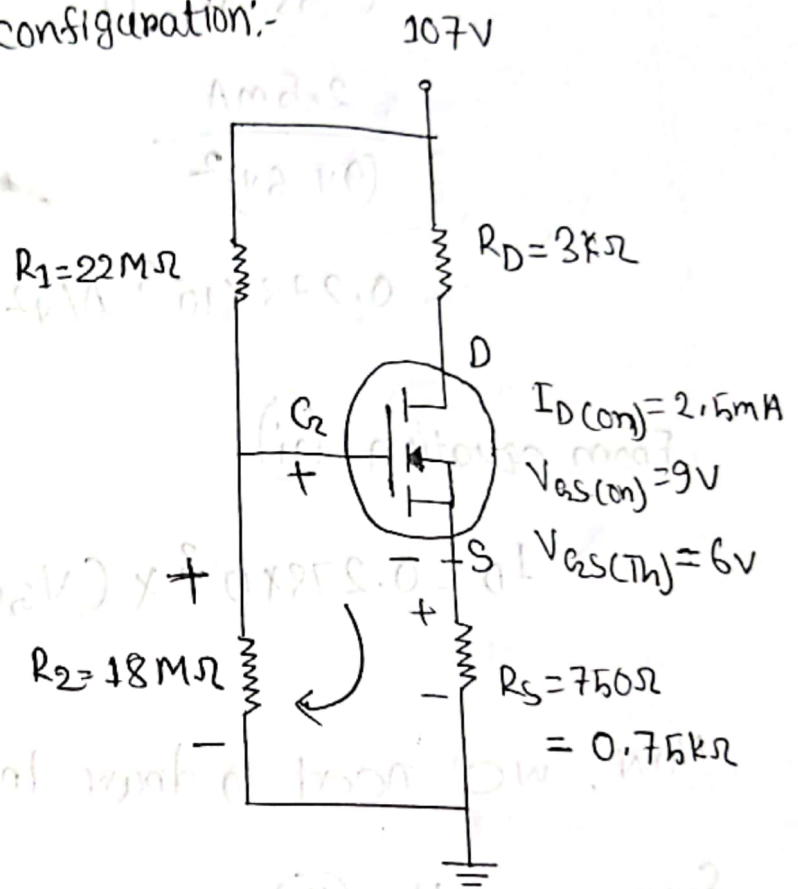 configuration:-
107V
R1=22MΩ
RD=3KΩ
D
G
+
ID(on)=2.5mA
VGS(on)=9V
VGS(Th)=6V
- S
+
+
R2=18MΩ
-
RS=750Ω
= 0.75kΩ
-